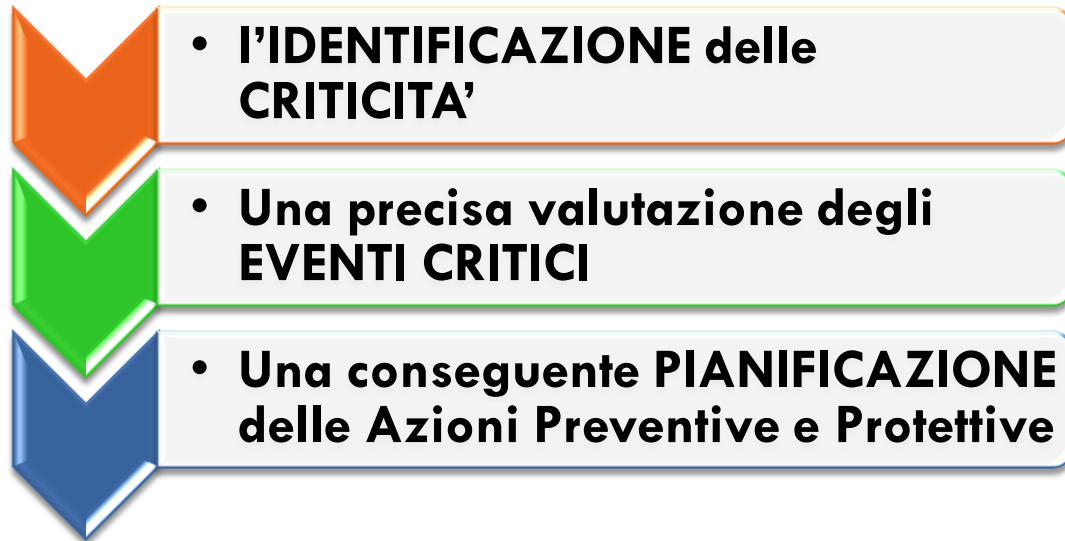 • l’IDENTIFICAZIONE delle
CRITICITA’
• Una precisa valutazione degli
EVENTI CRITICI
• Una conseguente PIANIFICAZIONE
delle Azioni Preventive e Protettive